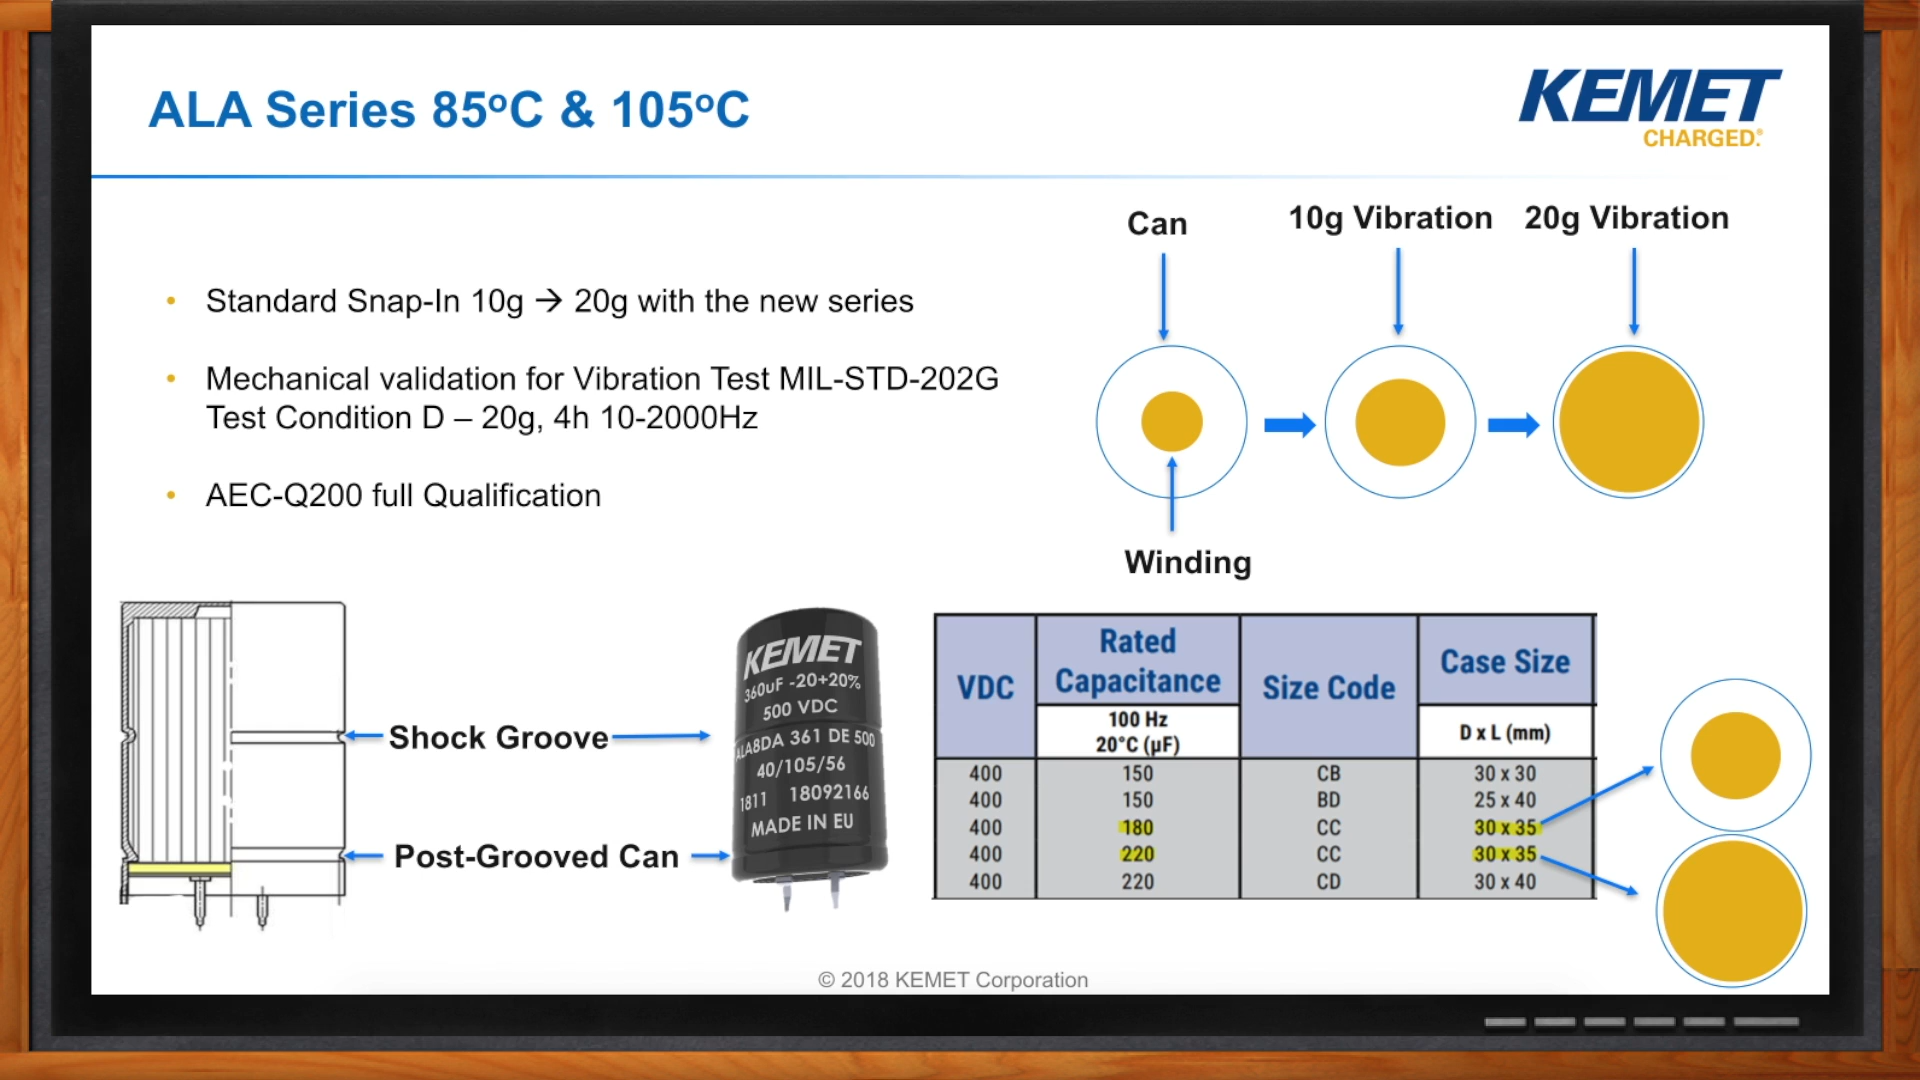 ALA Series 85ºC & 105ºC
KEMET
CHARGED.®
Can
10g Vibration
20g Vibration
• Standard Snap-In 10g → 20g with the new series
• Mechanical validation for Vibration Test MIL-STD-202G
Test Condition D – 20g, 4h 10-2000Hz
• AEC-Q200 full Qualification
Winding
Shock Groove
Post-Grooved Can
KEMET
360uF -20+20%
500 VDC
ALA8DA 361 DE 500
40/105/56
1811 18092166
MADE IN EU
VDC
Rated
Capacitance
Size Code
Case Size
100 Hz
20°C (µF)
D x L (mm)
400 150 CB 30 x 30
400 150 BD 25 x 40
400 180 CC 30 x 35
400 220 CC 30 x 35
400 220 CD 30 x 40
© 2018 KEMET Corporation